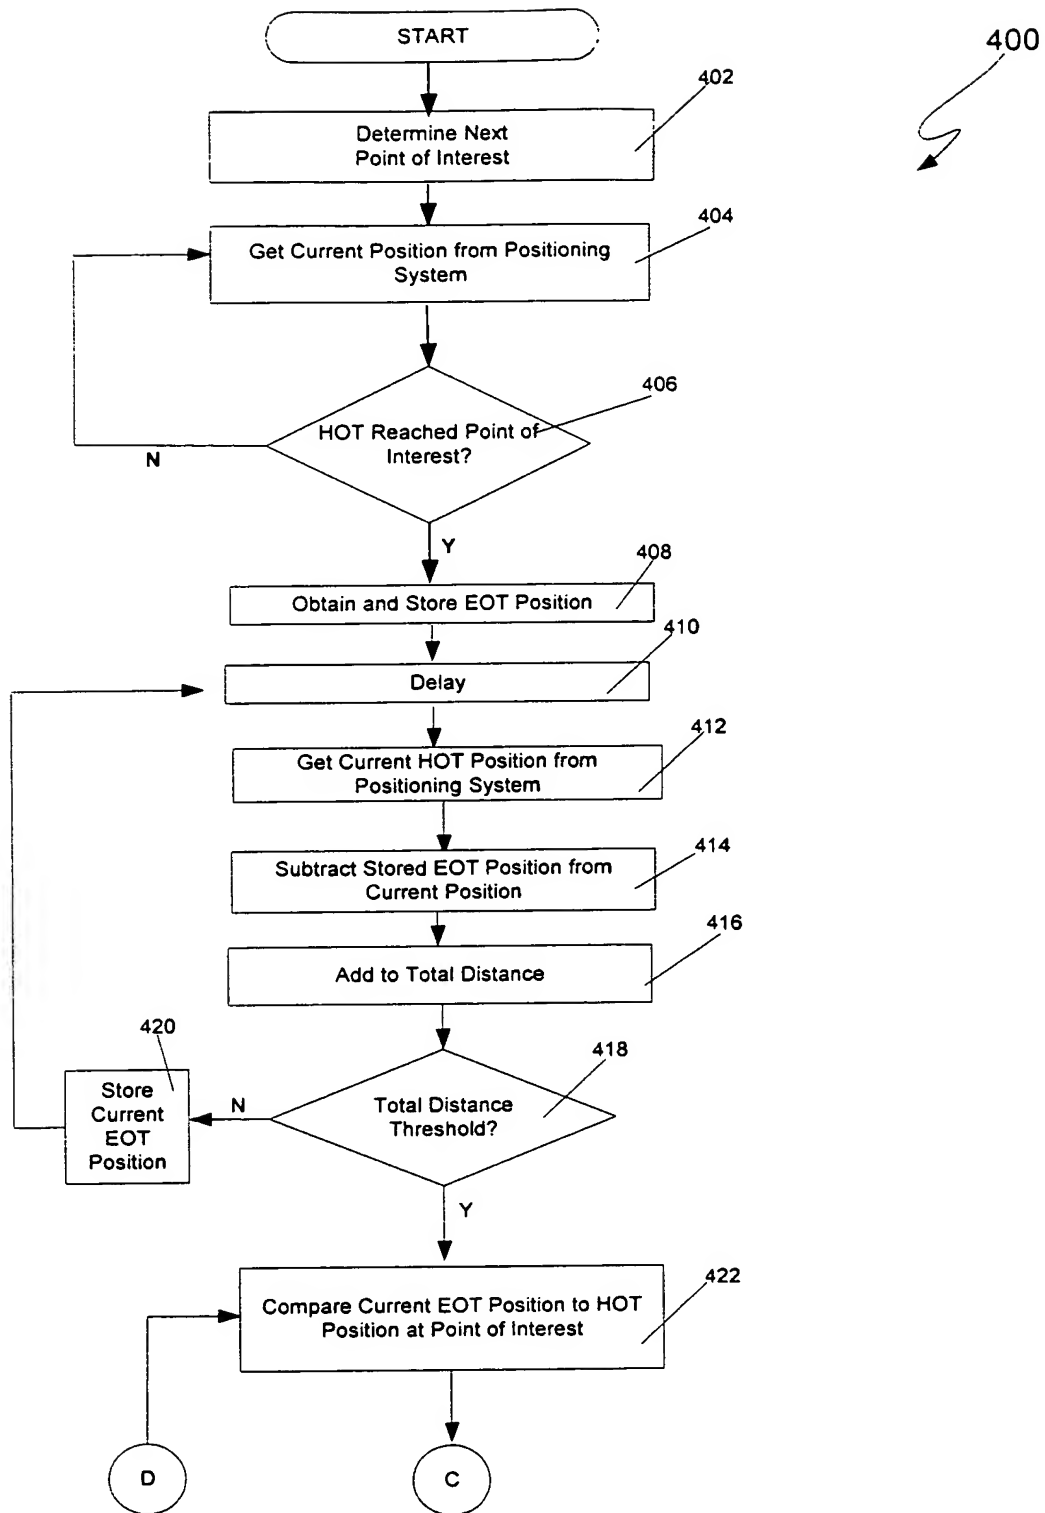 START
400
402
Determine Next
Point of Interest
404
Get Current Position from Positioning
System
406
HOT Reached Point of
Interest?
N
Y
408
Obtain and Store EOT Position
410
Delay
412
Get Current HOT Position from
Positioning System
414
Subtract Stored EOT Position from
Current Position
416
Add to Total Distance
420
418
Store
Current
EOT
Position
N
Total Distance
Threshold?
Y
422
Compare Current EOT Position to HOT
Position at Point of Interest
D
C